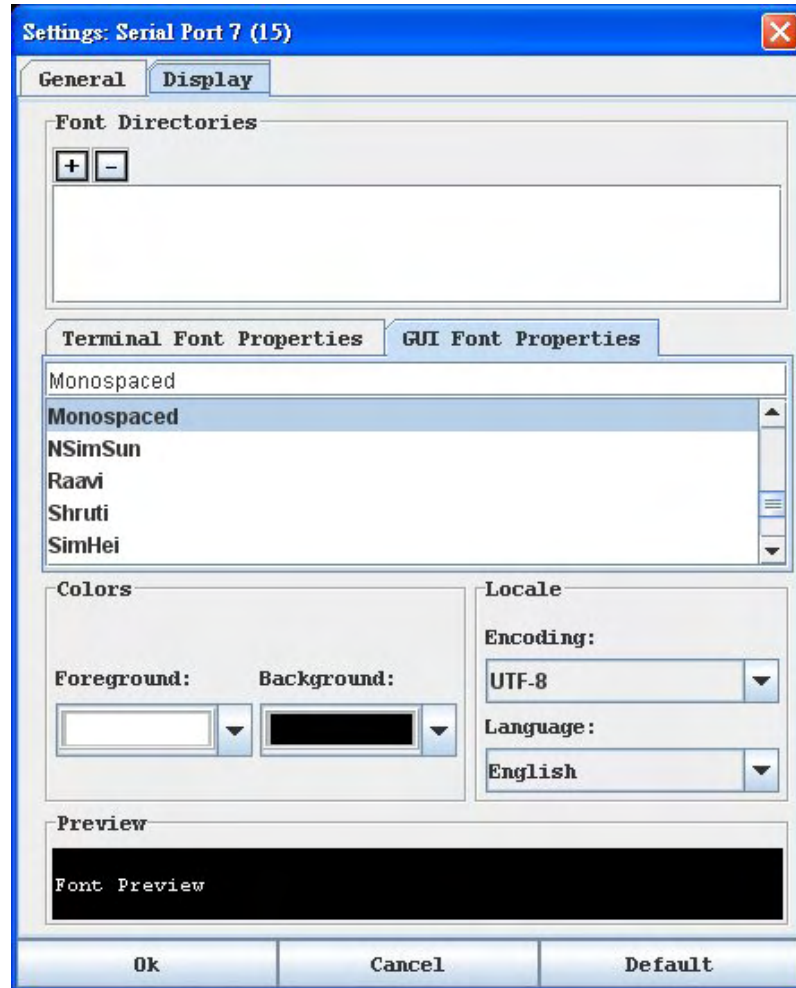 Settings: Serial Port 7 (15)
General Display
Font Directories
+ -
Terminal Font Properties GUI Font Properties
Monospaced
Monospaced
NSimSun
Raavi
Shruti
SimHei
Colors Locale
Encoding:
Foreground: Background: UTF-8
Language:
English
Preview
Font Preview
Ok Cancel Default